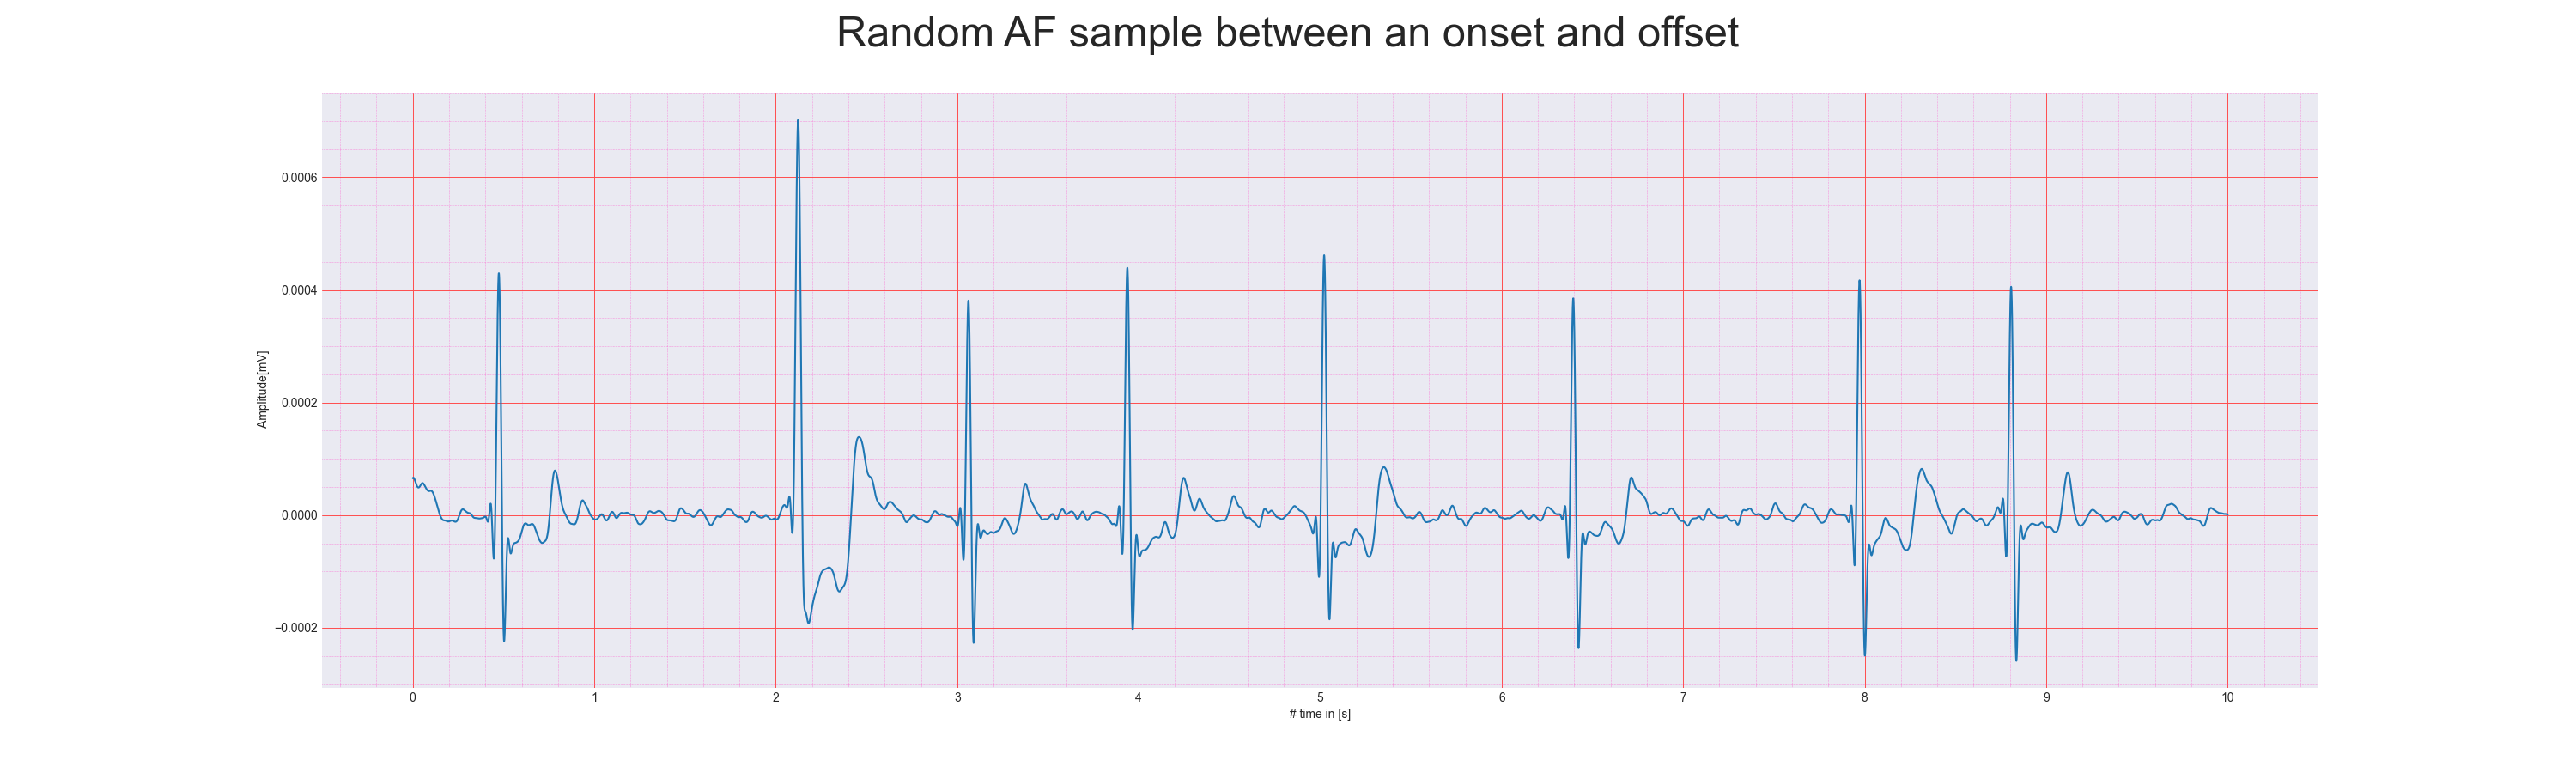 Random AF sample between an onset and offset
0.0006
0.0004
0.0002
0.0000
−0.0002
Amplitude[mV]
0 1 2 3 4 5 6 7 8 9 10
# time in [s]